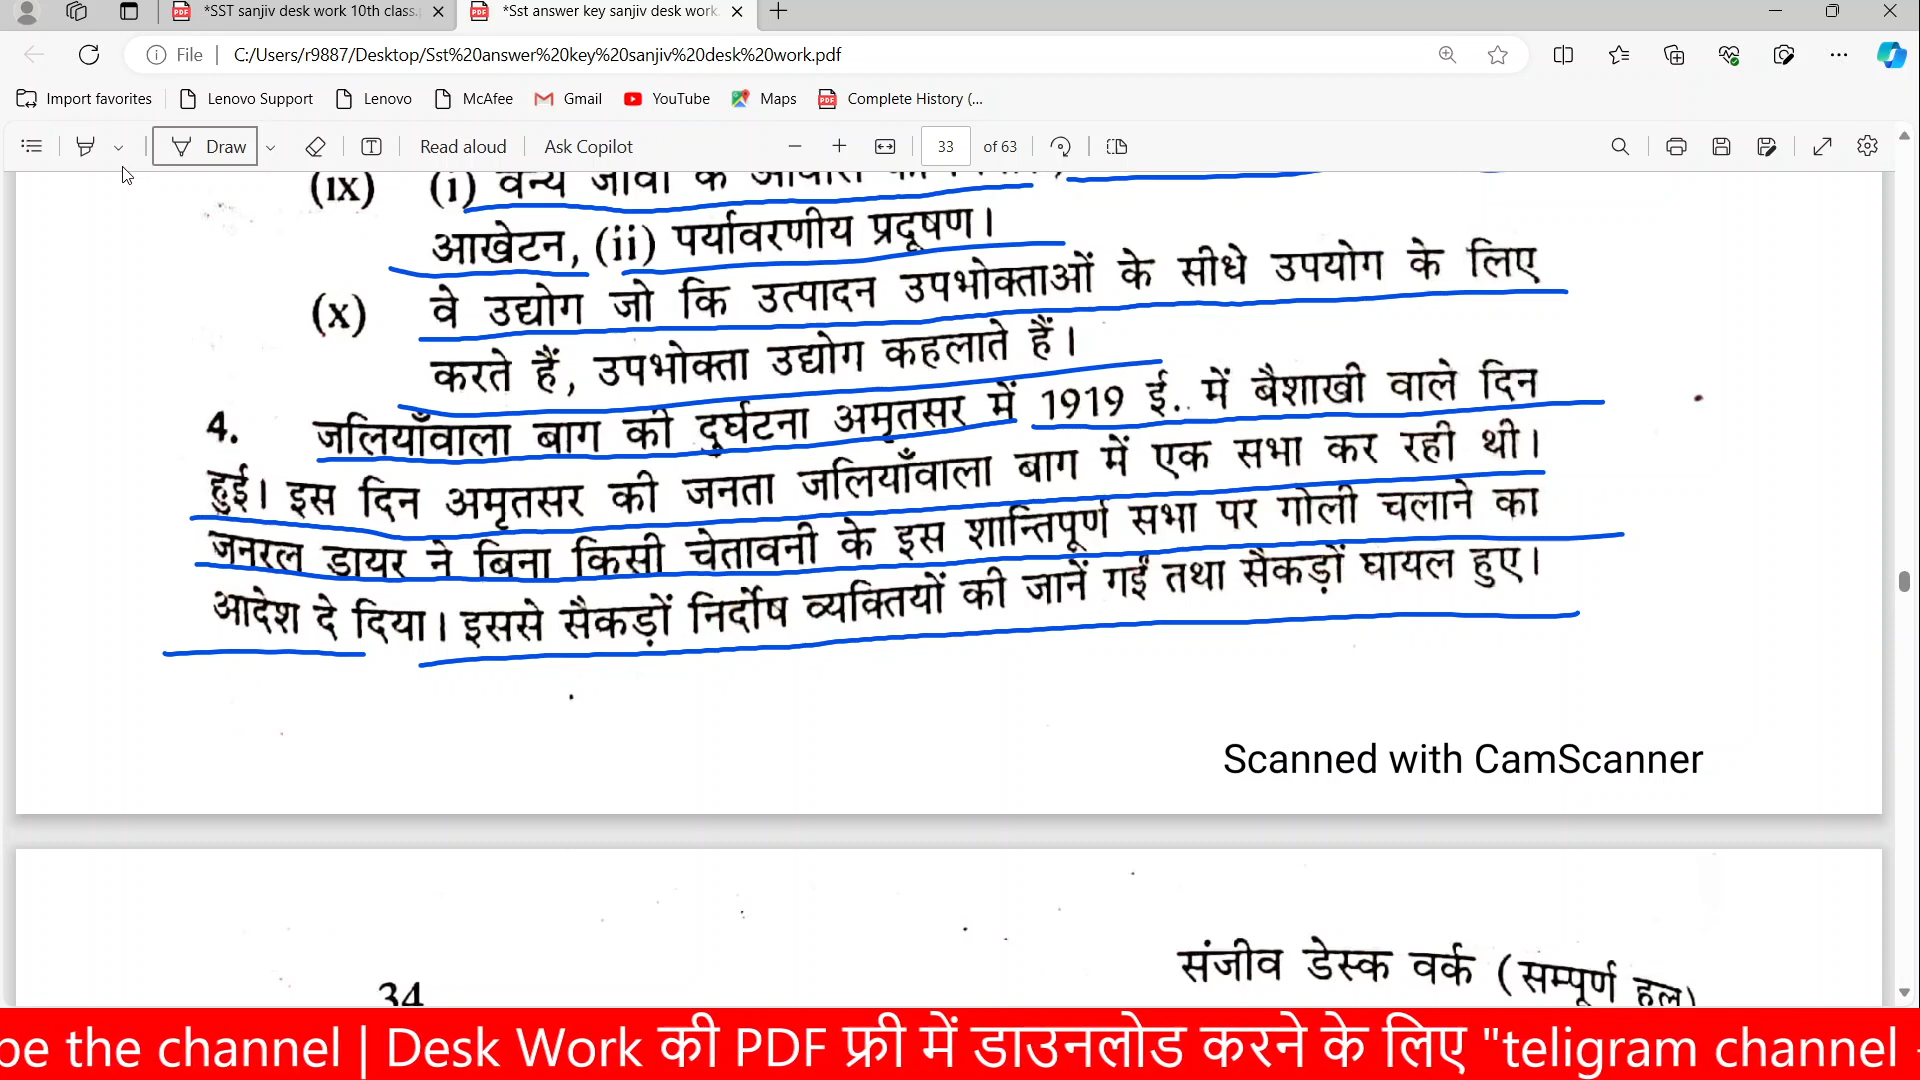 *SST sanjiv desk work 10th class.
*Sst answer key sanjiv desk work.
File | C:/Users/r9887/Desktop/Sst%20answer%20key%20sanjiv%20desk%20work.pdf
Import favorites Lenovo Support Lenovo McAfee Gmail YouTube Maps Complete History (...
Draw Read aloud Ask Copilot 33 of 63
(ix) (i) वन्य जीवों के
आखेटन, (ii) पर्यावरणीय प्रदूषण।
(x) वे उद्योग जो कि उत्पादन उपभोक्ताओं के सीधे उपयोग के लिए
करते हैं, उपभोक्ता उद्योग कहलाते हैं।
4. जलियाँवाला बाग की दुर्घटना अमृतसर में 1919 ई. में बैशाखी वाले दिन
हुई। इस दिन अमृतसर की जनता जलियाँवाला बाग में एक सभा कर रही थी।
जनरल डायर ने बिना किसी चेतावनी के इस शान्तिपूर्ण सभा पर गोली चलाने का
आदेश दे दिया। इससे सैकड़ों निर्दोष व्यक्तियों की जानें गईं तथा सैकड़ों घायल हुए।
Scanned with CamScanner
34 संजीव डेस्क वर्क (सम्पूर्ण हल)
be the channel | Desk Work की PDF फ्री में डाउनलोड करने के लिए "teligram channel